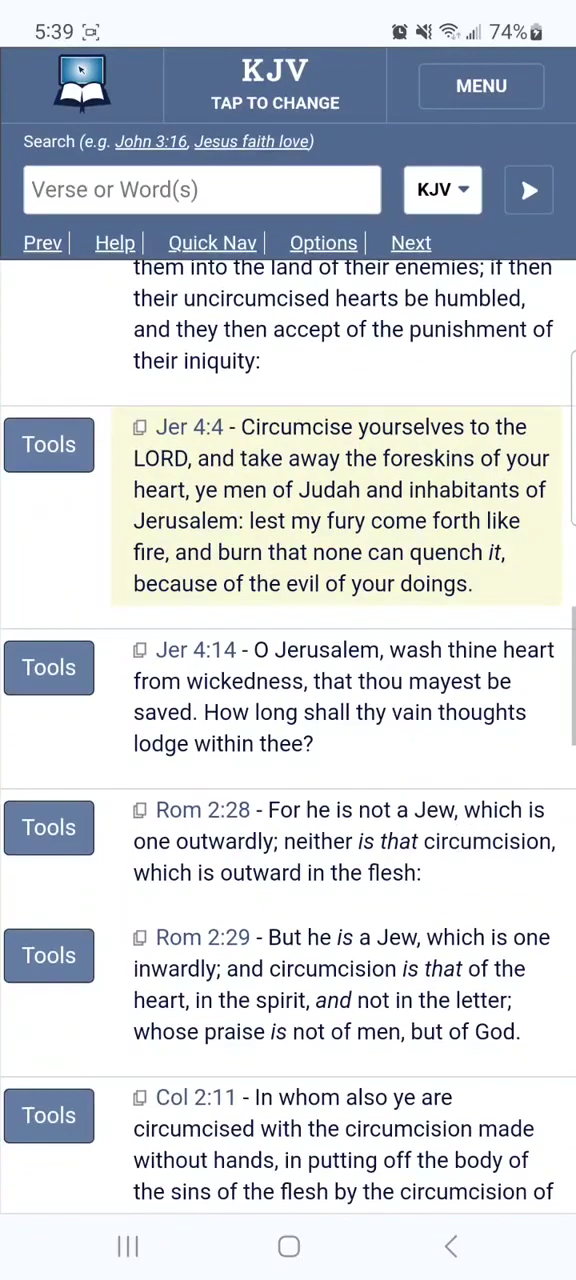 5:39 74%
KJV
TAP TO CHANGE
MENU
Search (e.g. John 3:16, Jesus faith love)
Verse or Word(s)
KJV
Prev| Help| Quick Nav| Options| Next
them into the land of their enemies; if then
their uncircumcised hearts be humbled,
and they then accept of the punishment of
their iniquity:
Tools
Jer 4:4 - Circumcise yourselves to the
LORD, and take away the foreskins of your
heart, ye men of Judah and inhabitants of
Jerusalem: lest my fury come forth like
fire, and burn that none can quench it,
because of the evil of your doings.
Tools
Jer 4:14 - O Jerusalem, wash thine heart
from wickedness, that thou mayest be
saved. How long shall thy vain thoughts
lodge within thee?
Tools
Rom 2:28 - For he is not a Jew, which is
one outwardly; neither is that circumcision,
which is outward in the flesh:
Tools
Rom 2:29 - But he is a Jew, which is one
inwardly; and circumcision is that of the
heart, in the spirit, and not in the letter;
whose praise is not of men, but of God.
Tools
Col 2:11 - In whom also ye are
circumcised with the circumcision made
without hands, in putting off the body of
the sins of the flesh by the circumcision of